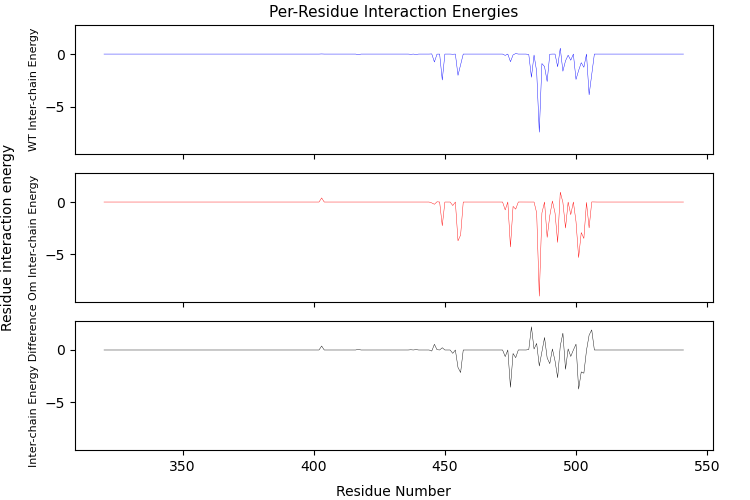 Per-Residue Interaction Energies
Residue interaction energy
WT Inter-chain Energy
0
−5
Om Inter-chain Energy
0
−5
Inter-chain Energy Difference
0
−5
350
400
450
500
550
Residue Number